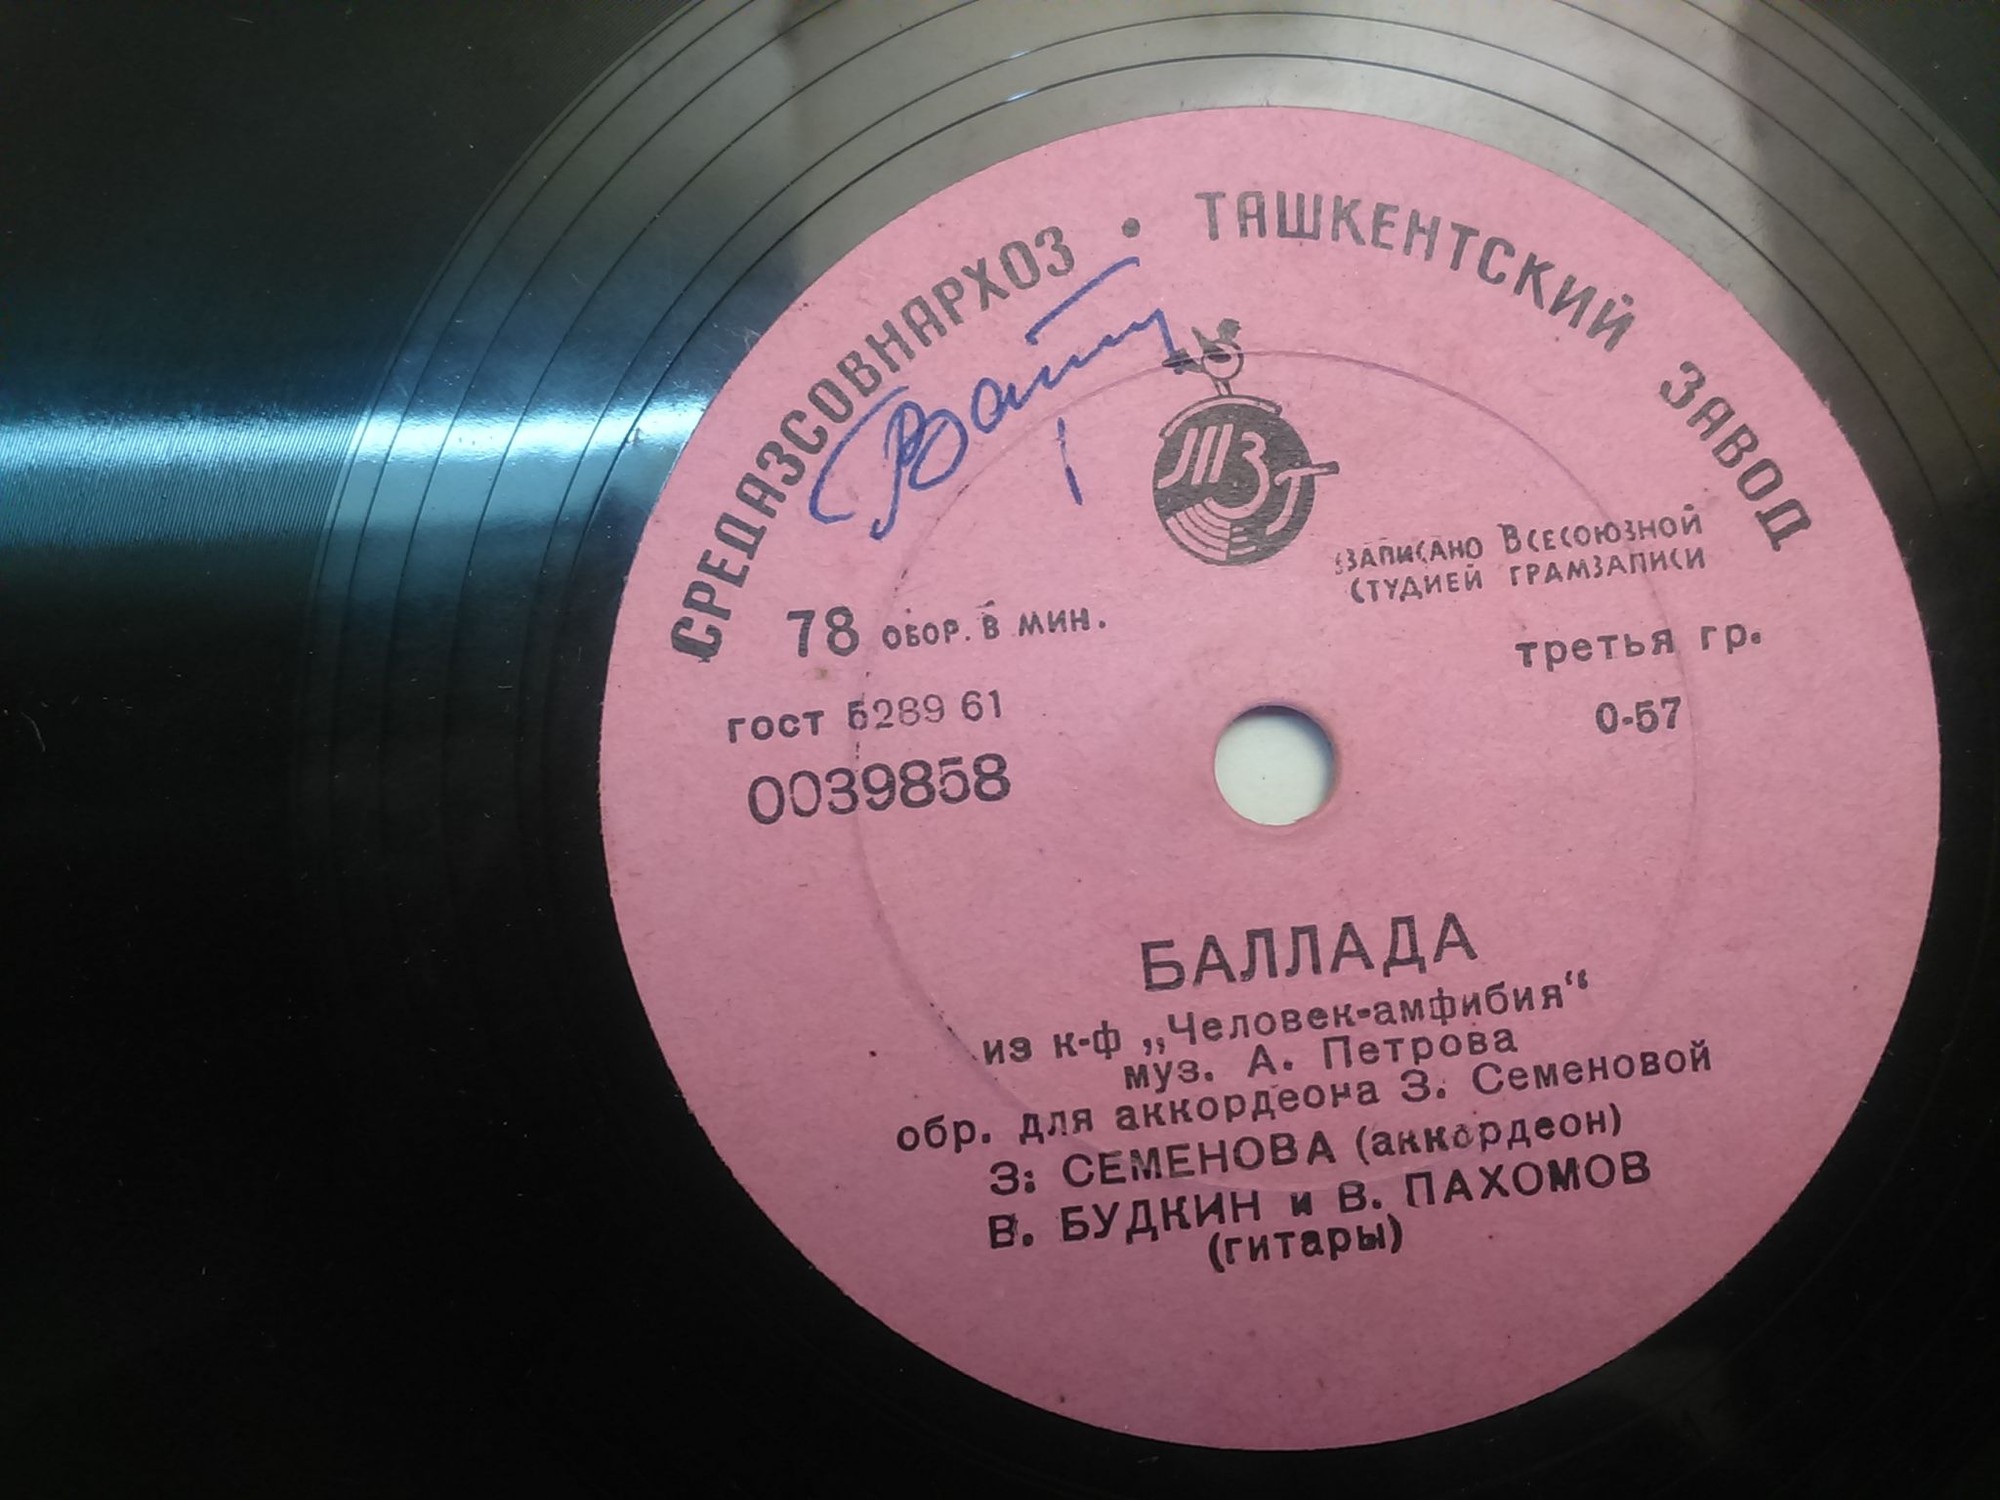 СРЕДАЗСОВНАРХОЗ • ТАШКЕНТСКИЙ ЗАВОД
ТЗГ
ЗАПИСАНО ВСЕСОЮЗНОЙ
СТУДИЕЙ ГРАМЗАПИСИ
78 ОБОР. В МИН.
третья гр.
гост 5289 61
0-57
0039858
БАЛЛАДА
из к-ф „Человек-амфибия“
муз. А. Петрова
обр. для аккордеона З. Семеновой
З: СЕМЕНОВА (аккордеон)
В. БУДКИН и В. ПАХОМОВ
(гитары)